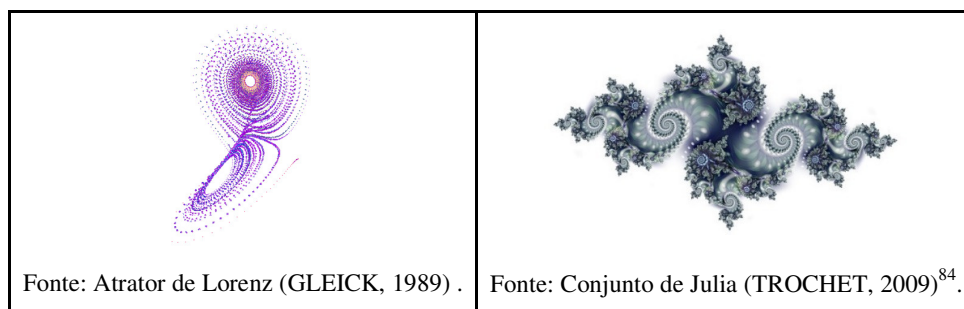 Fonte: Atrator de Lorenz (GLEICK, 1989) .
Fonte: Conjunto de Julia (TROCHET, 2009)84.